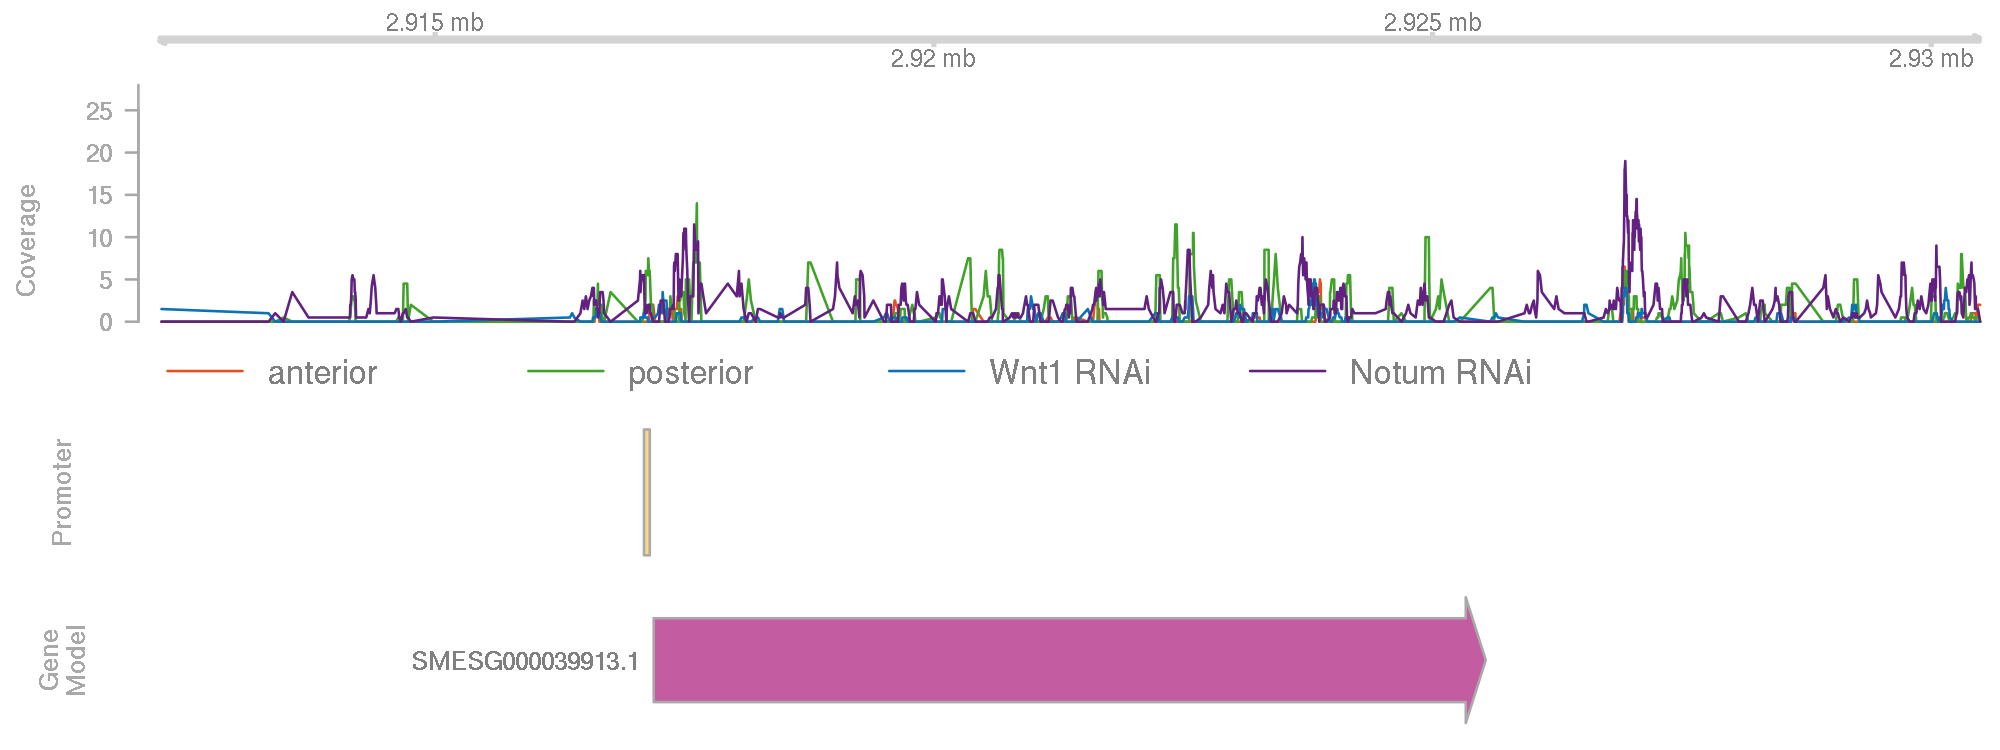 2.915 mb
2.925 mb
2.92 mb
2.93 mb
Coverage
25
20
15
10
5
0
anterior
posterior
Wnt1 RNAi
Notum RNAi
Promoter
Gene
Model
SMESG000039913.1